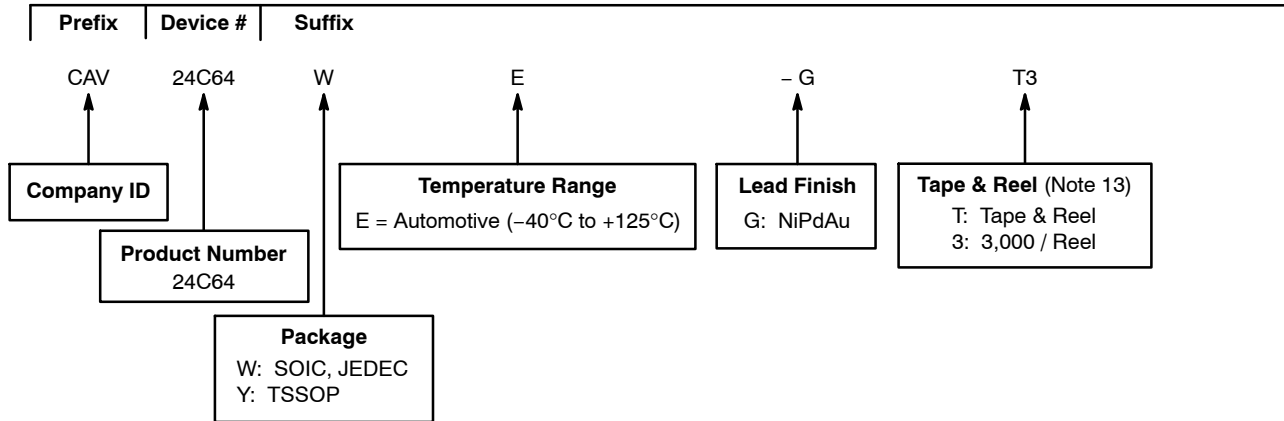 Prefix Device # Suffix
CAV 24C64 W E – G T3
Company ID
Product Number
24C64
Package
W: SOIC, JEDEC
Y: TSSOP
Temperature Range
E = Automotive (−40°C to +125°C)
Lead Finish
G: NiPdAu
Tape & Reel (Note 13)
T: Tape & Reel
3: 3,000 / Reel